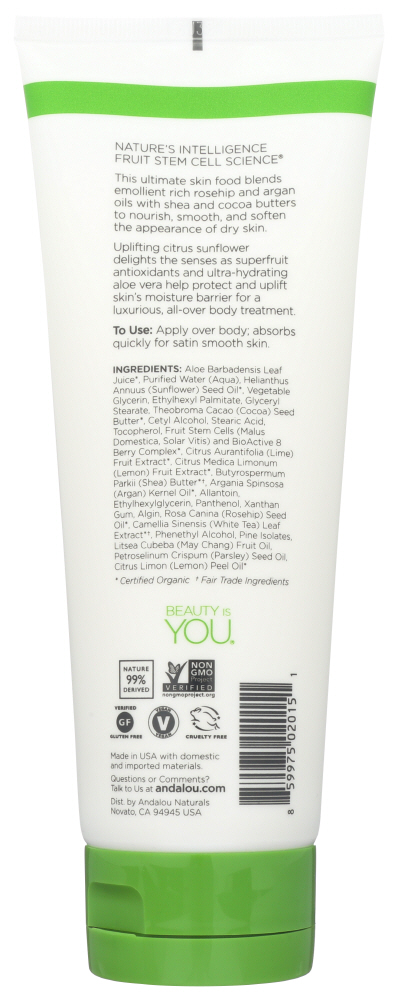 NATURE'S INTELLIGENCE
FRUIT STEM CELL SCIENCE®
This ultimate skin food blends
emollient rich rosehip and argan
oils with shea and cocoa butters
to nourish, smooth, and soften
the appearance of dry skin.
Uplifting citrus sunflower
delights the senses as superfruit
antioxidants and ultra-hydrating
aloe vera help protect and uplift
skin's moisture barrier for a
luxurious, all-over body treatment.
To Use: Apply over body; absorbs
quickly for satin smooth skin.
INGREDIENTS: Aloe Barbadensis Leaf
Juice*, Purified Water (Aqua), Helianthus
Annuus (Sunflower) Seed Oil*, Vegetable
Glycerin, Ethylhexyl Palmitate, Glyceryl
Stearate, Theobroma Cacao (Cocoa) Seed
Butter*, Cetyl Alcohol, Stearic Acid,
Tocopherol, Fruit Stem Cells (Malus
Domestica, Solar Vitis) and BioActive 8
Berry Complex*, Citrus Aurantifolia (Lime)
Fruit Extract*, Citrus Medica Limonum
(Lemon) Fruit Extract*, Butyrospermum
Parkii (Shea) Butter*†, Argania Spinosa
(Argan) Kernel Oil*, Allantoin,
Ethylhexylglycerin, Panthenol, Xanthan
Gum, Algin, Rosa Canina (Rosehip) Seed
Oil*, Camellia Sinensis (White Tea) Leaf
Extract*†, Phenethyl Alcohol, Pine Isolates,
Litsea Cubeba (May Chang) Fruit Oil,
Petroselinum Crispum (Parsley) Seed Oil,
Citrus Limon (Lemon) Peel Oil*
* Certified Organic † Fair Trade Ingredients
BEAUTY IS
YOU®
NATURE
99%
DERIVED
NON
GMO
Project
VERIFIED
nongmoproject.org
VERIFIED
GF
GLUTEN FREE
VEGAN
V
VEGAN
CRUELTY FREE
Made in USA with domestic
and imported materials.
Questions or Comments?
Talk to Us at andalou.com
Dist. by Andalou Naturals
Novato, CA 94945 USA
8 59975 02015 1